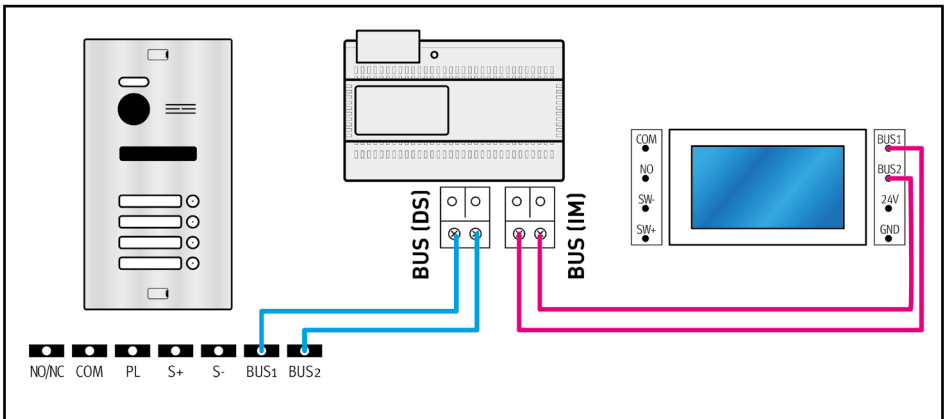 COM
NO
SW-
SW+
BUS1
BUS2
24V
GND
BUS (DS)
BUS (IM)
NO/NC COM PL S+ S- BUS1 BUS2